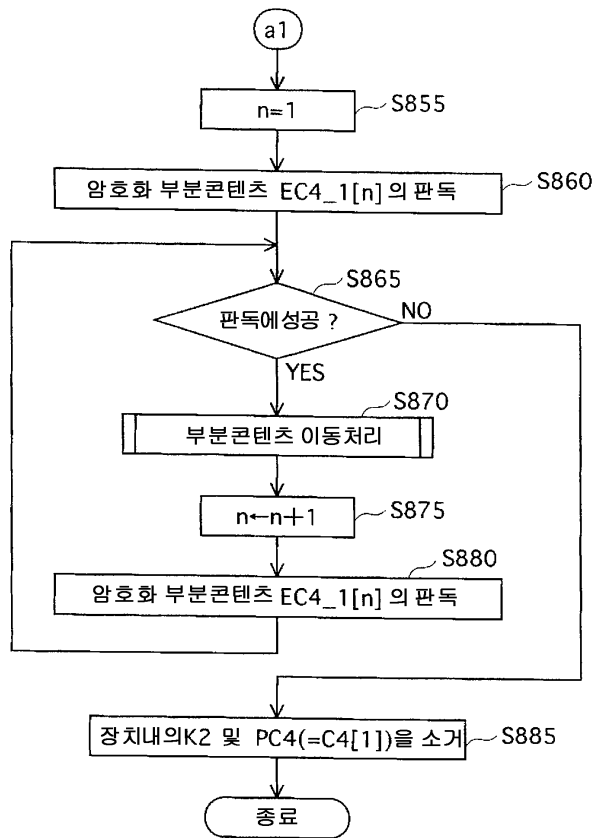 a1
n=1
S855
암호화 부분콘텐츠 EC4_1[n]의 판독
S860
S865
판독에성공 ?
NO
YES
S870
부분콘텐츠 이동처리
n←n+1
S875
S880
암호화 부분콘텐츠 EC4_1[n] 의 판독
장치내의K2 및 PC4(=C4[1])을 소거
S885
종료